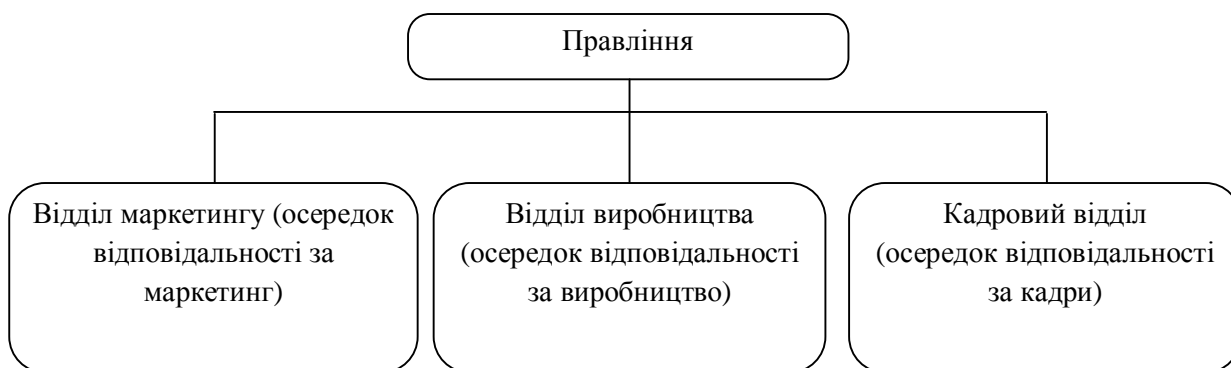 Правління
Відділ маркетингу (осередок
відповідальності за
маркетинг)
Відділ виробництва
(осередок відповідальності
за виробництво)
Кадровий відділ
(осередок відповідальності
за кадри)